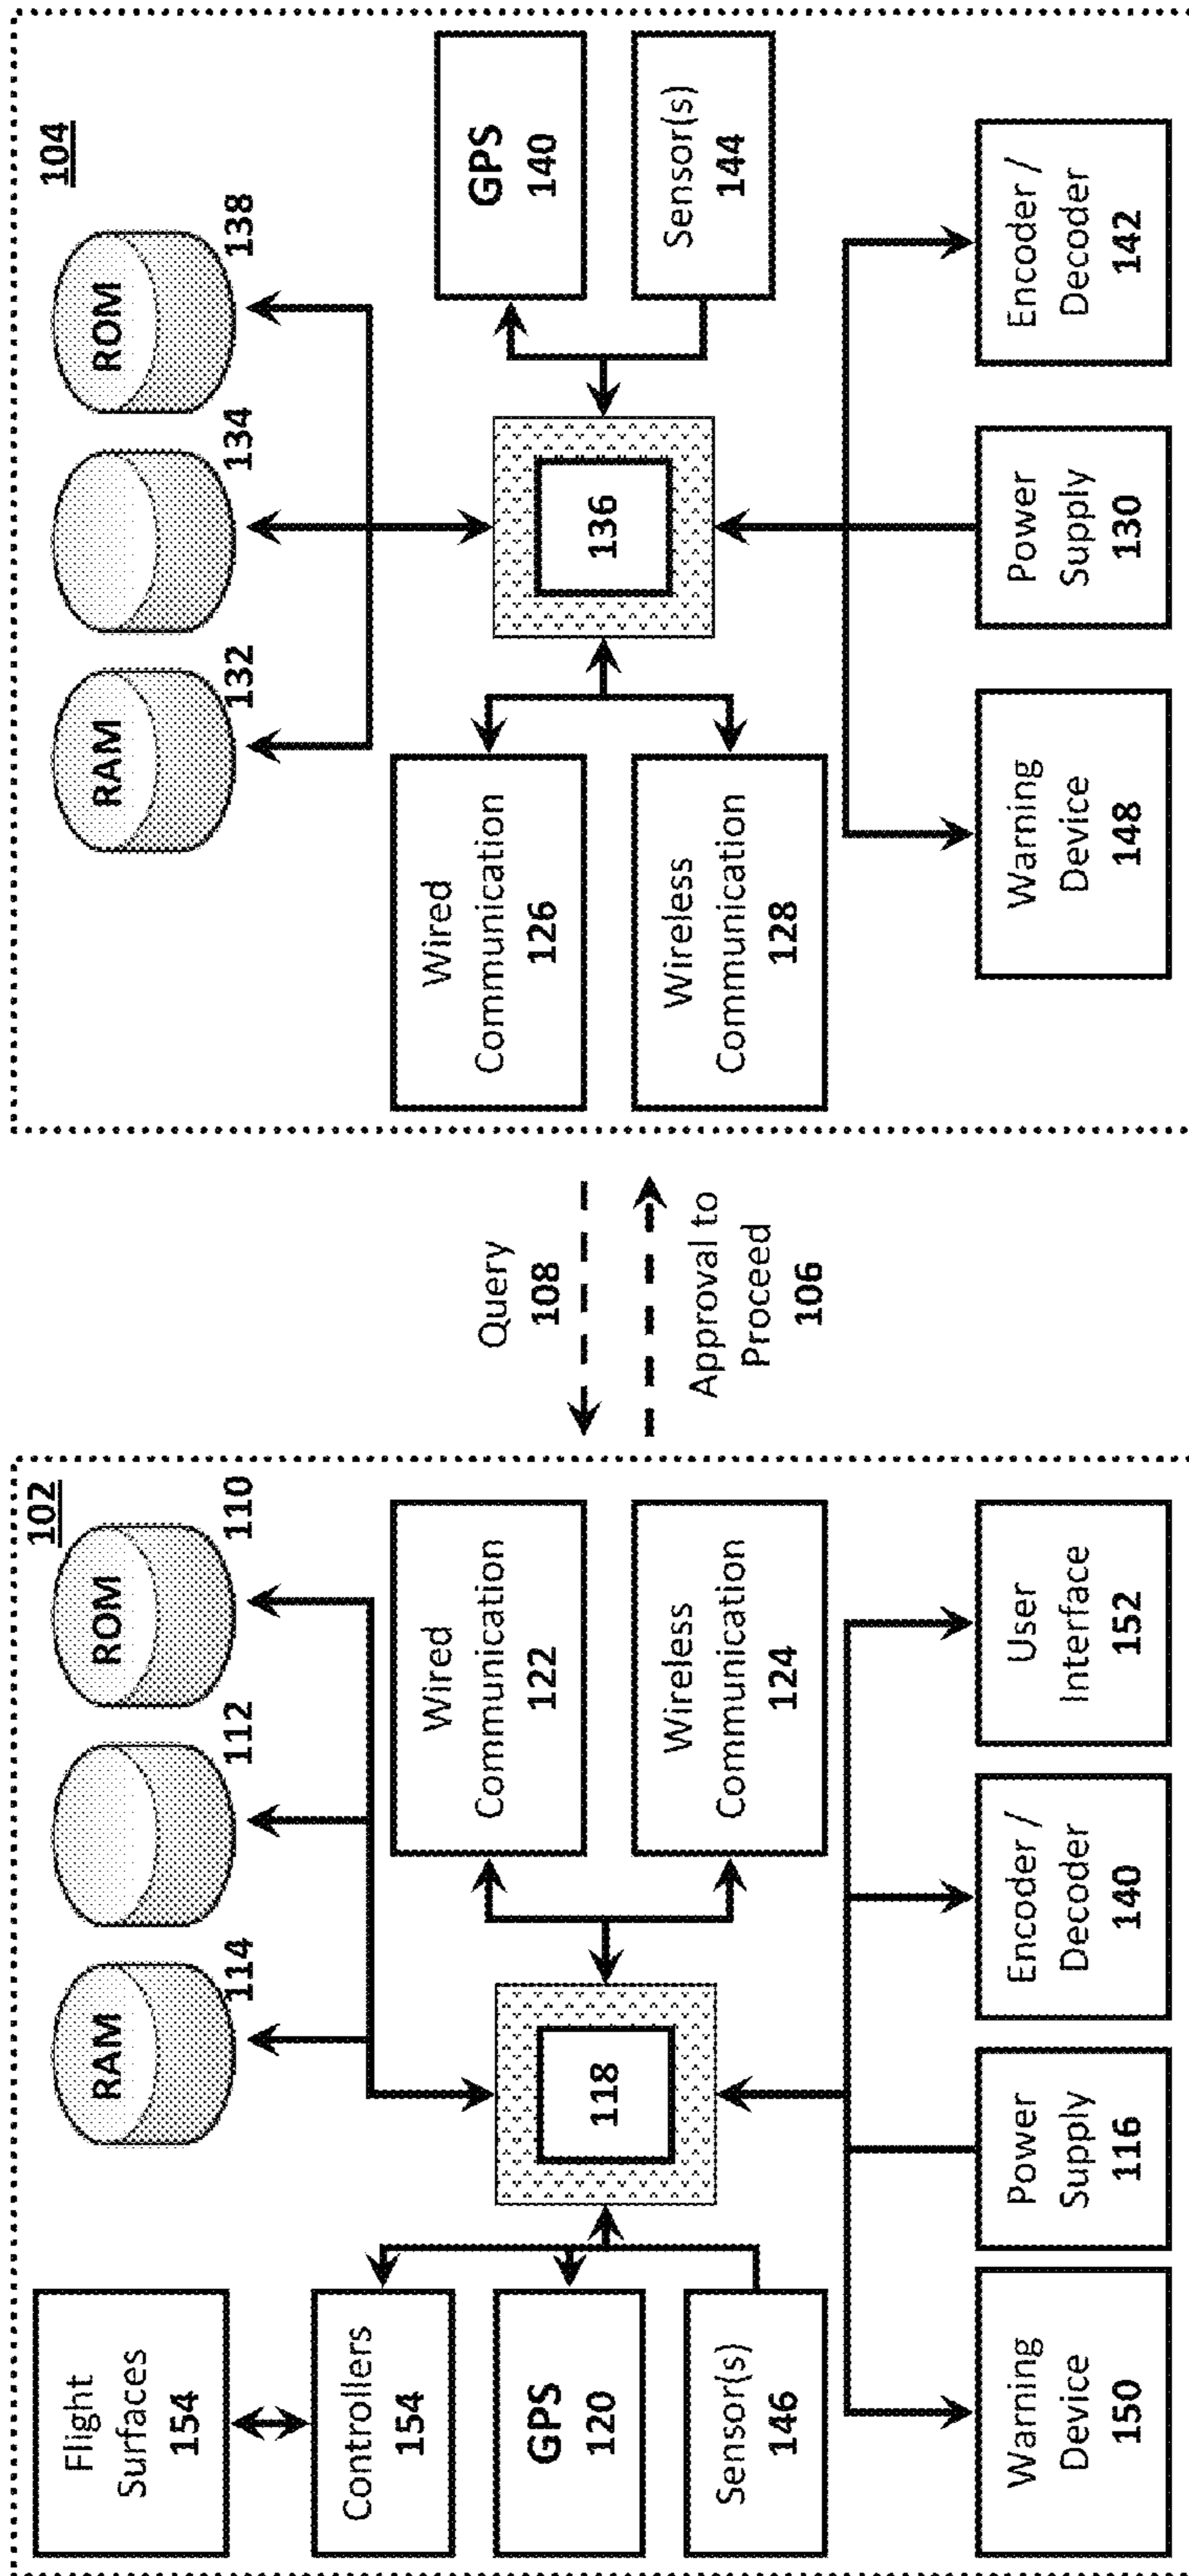 102
RAM
114
112
ROM
110
Flight
Surfaces
154
Controllers
154
GPS
120
Sensor(s)
146
118
Wired
Communication
122
Wireless
Communication
124
Warning
Device
150
Power
Supply
116
Encoder /
Decoder
140
User
Interface
152
Query
108
Approval to
Proceed
106
104
RAM
132
134
ROM
138
Wired
Communication
126
Wireless
Communication
128
136
GPS
140
Sensor(s)
144
Warning
Device
148
Power
Supply
130
Encoder /
Decoder
142